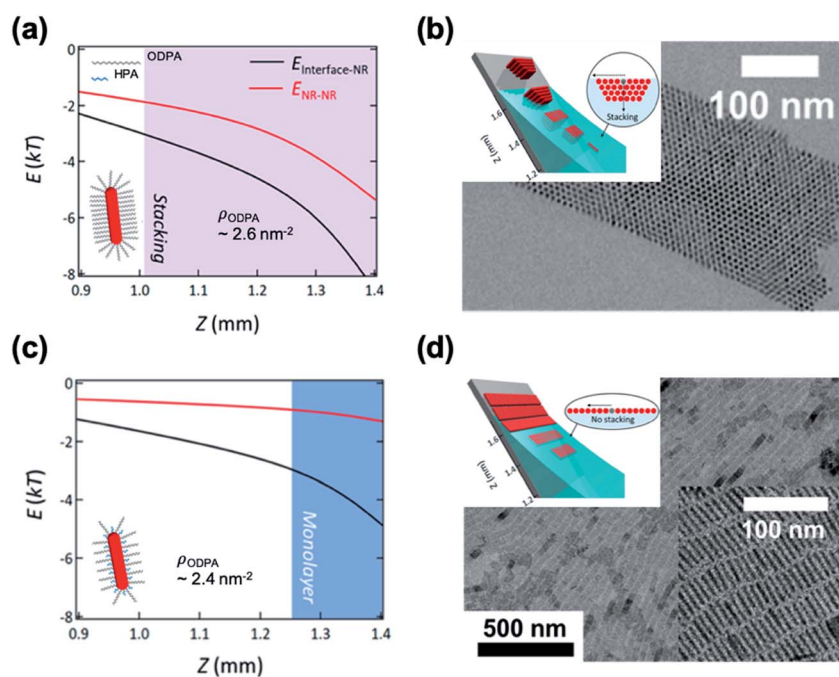 (a)
ODPA
HPA
E_Interface-NR
E_NR-NR
0
-2
-4
-6
-8
E (kT)
Stacking
ρ_ODPA
~ 2.6 nm⁻²
0.9 1.0 1.1 1.2 1.3 1.4
Z (mm)
(b)
Stacking
1.6
1.4
1.2
Z (mm)
100 nm
(c)
0
-2
-4
-6
-8
E (kT)
Monolayer
ρ_ODPA
~ 2.4 nm⁻²
0.9 1.0 1.1 1.2 1.3 1.4
Z (mm)
(d)
No stacking
1.6
1.4
1.2
Z (mm)
100 nm
500 nm